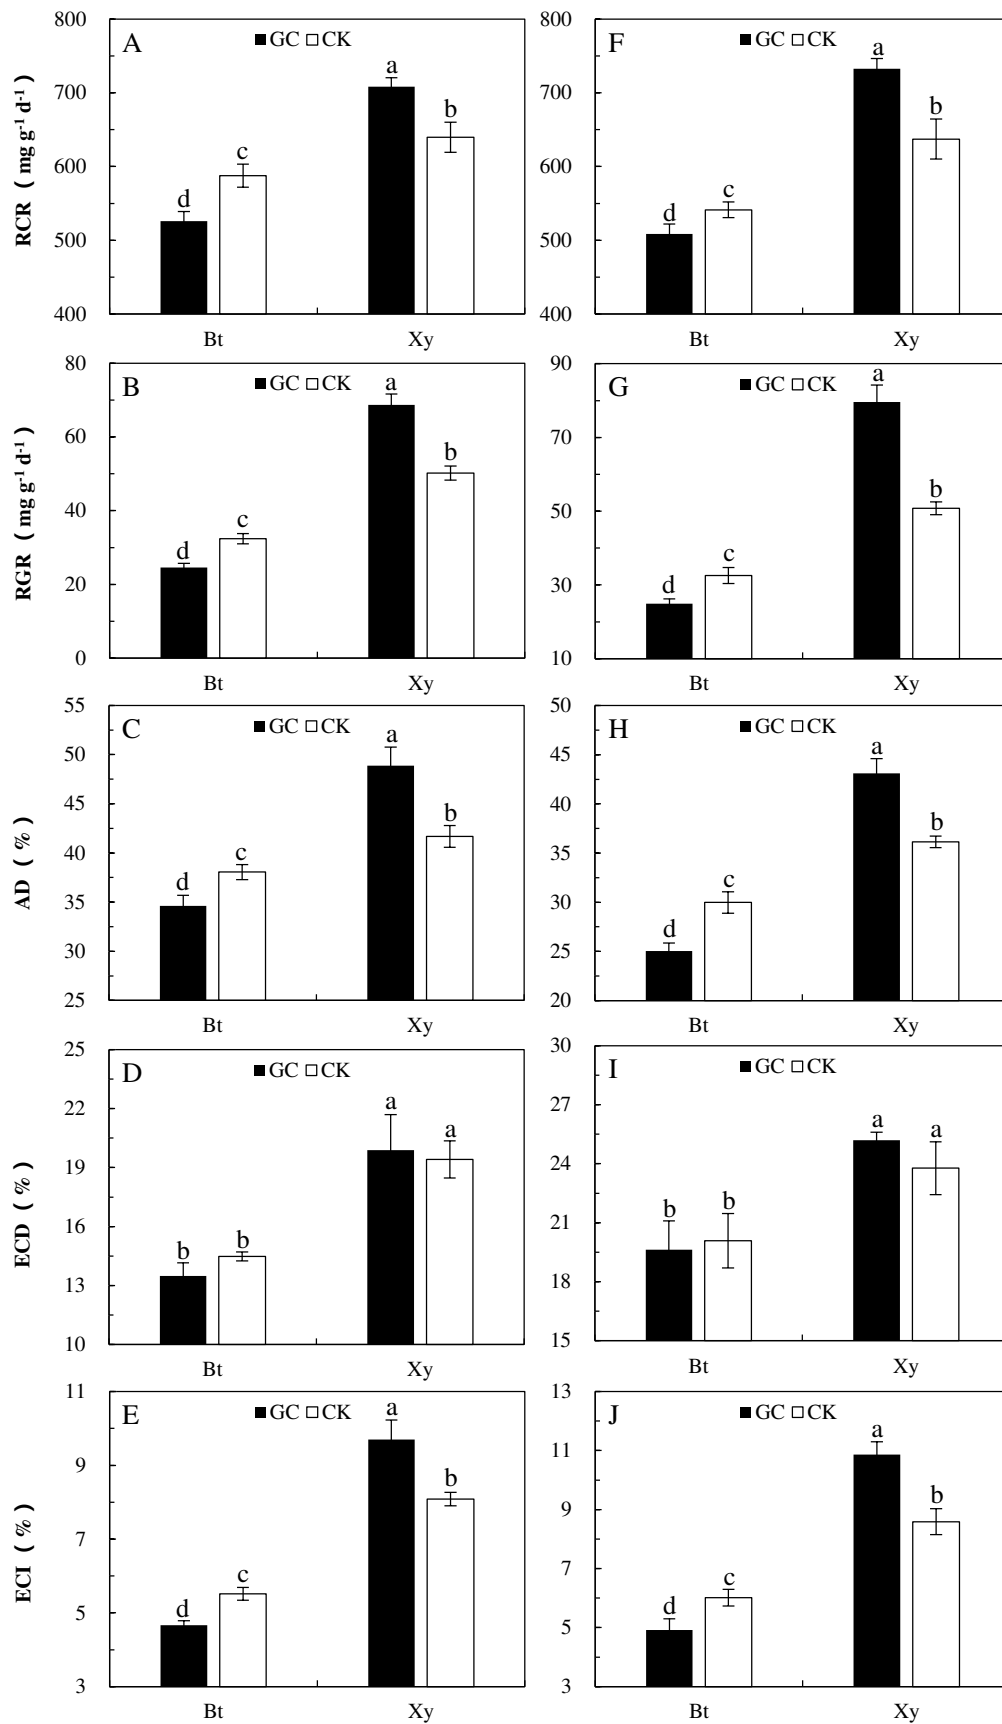 A
GC CK
800
700
600
500
400
RCR ( mg g⁻¹ d⁻¹ )
d
c
a
b
Bt
Xy
F
GC CK
800
700
600
500
400
d
c
a
b
Bt
Xy
B
GC CK
80
60
40
20
0
RGR ( mg g⁻¹ d⁻¹ )
d
c
a
b
Bt
Xy
G
GC CK
90
70
50
30
10
d
c
a
b
Bt
Xy
C
GC CK
55
50
45
40
35
30
25
AD ( % )
d
c
a
b
Bt
Xy
H
GC CK
50
45
40
35
30
25
20
d
c
a
b
Bt
Xy
D
GC CK
25
22
19
16
13
10
ECD ( % )
b
b
a
a
Bt
Xy
I
GC CK
30
27
24
21
18
15
b
b
a
a
Bt
Xy
E
GC CK
11
9
7
5
3
ECI ( % )
d
c
a
b
Bt
Xy
J
GC CK
13
11
9
7
5
3
d
c
a
b
Bt
Xy